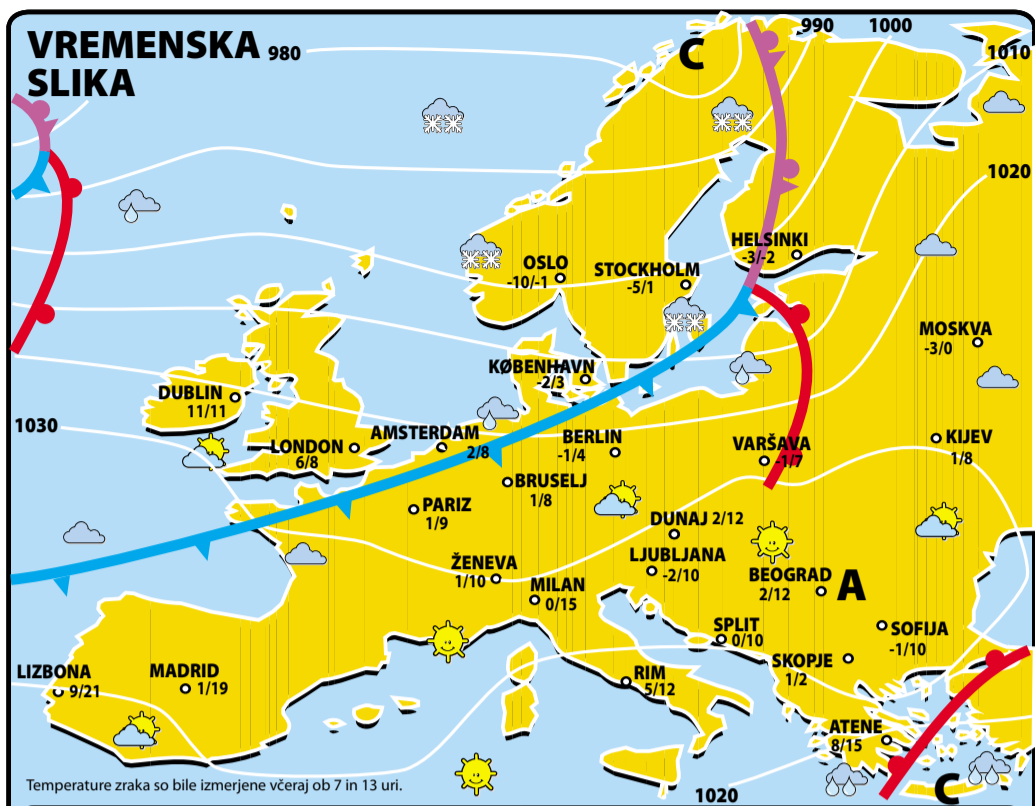 VREMENSKA
SLIKA
980
C
990
1000
1010
1020
HELSINKI
-3/-2
OSLO
-10/-1
STOCKHOLM
-5/1
MOSKVA
-3/0
KØBENHAVN
-2/3
DUBLIN
11/11
1030
LONDON
6/8
AMSTERDAM
2/8
BERLIN
-1/4
VARŠAVA
-1/7
KIJEV
1/8
BRUSELJ
1/8
PARIZ
1/9
DUNAJ 2/12
LJUBLJANA
-2/10
ŽENEVA
1/10
MILAN
0/15
BEOGRAD
2/12
A
SPLIT
0/10
SOFIJA
-1/10
SKOPJE
1/2
LIZBONA
9/21
MADRID
1/19
RIM
5/12
ATENE
8/15
C
Temperature zraka so bile izmerjene včeraj ob 7 in 13 uri.
1020